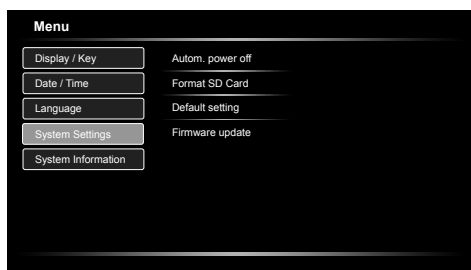 Menu
Display / Key
Autom. power off
Date / Time
Format SD Card
Language
Default setting
System Settings
Firmware update
System Information